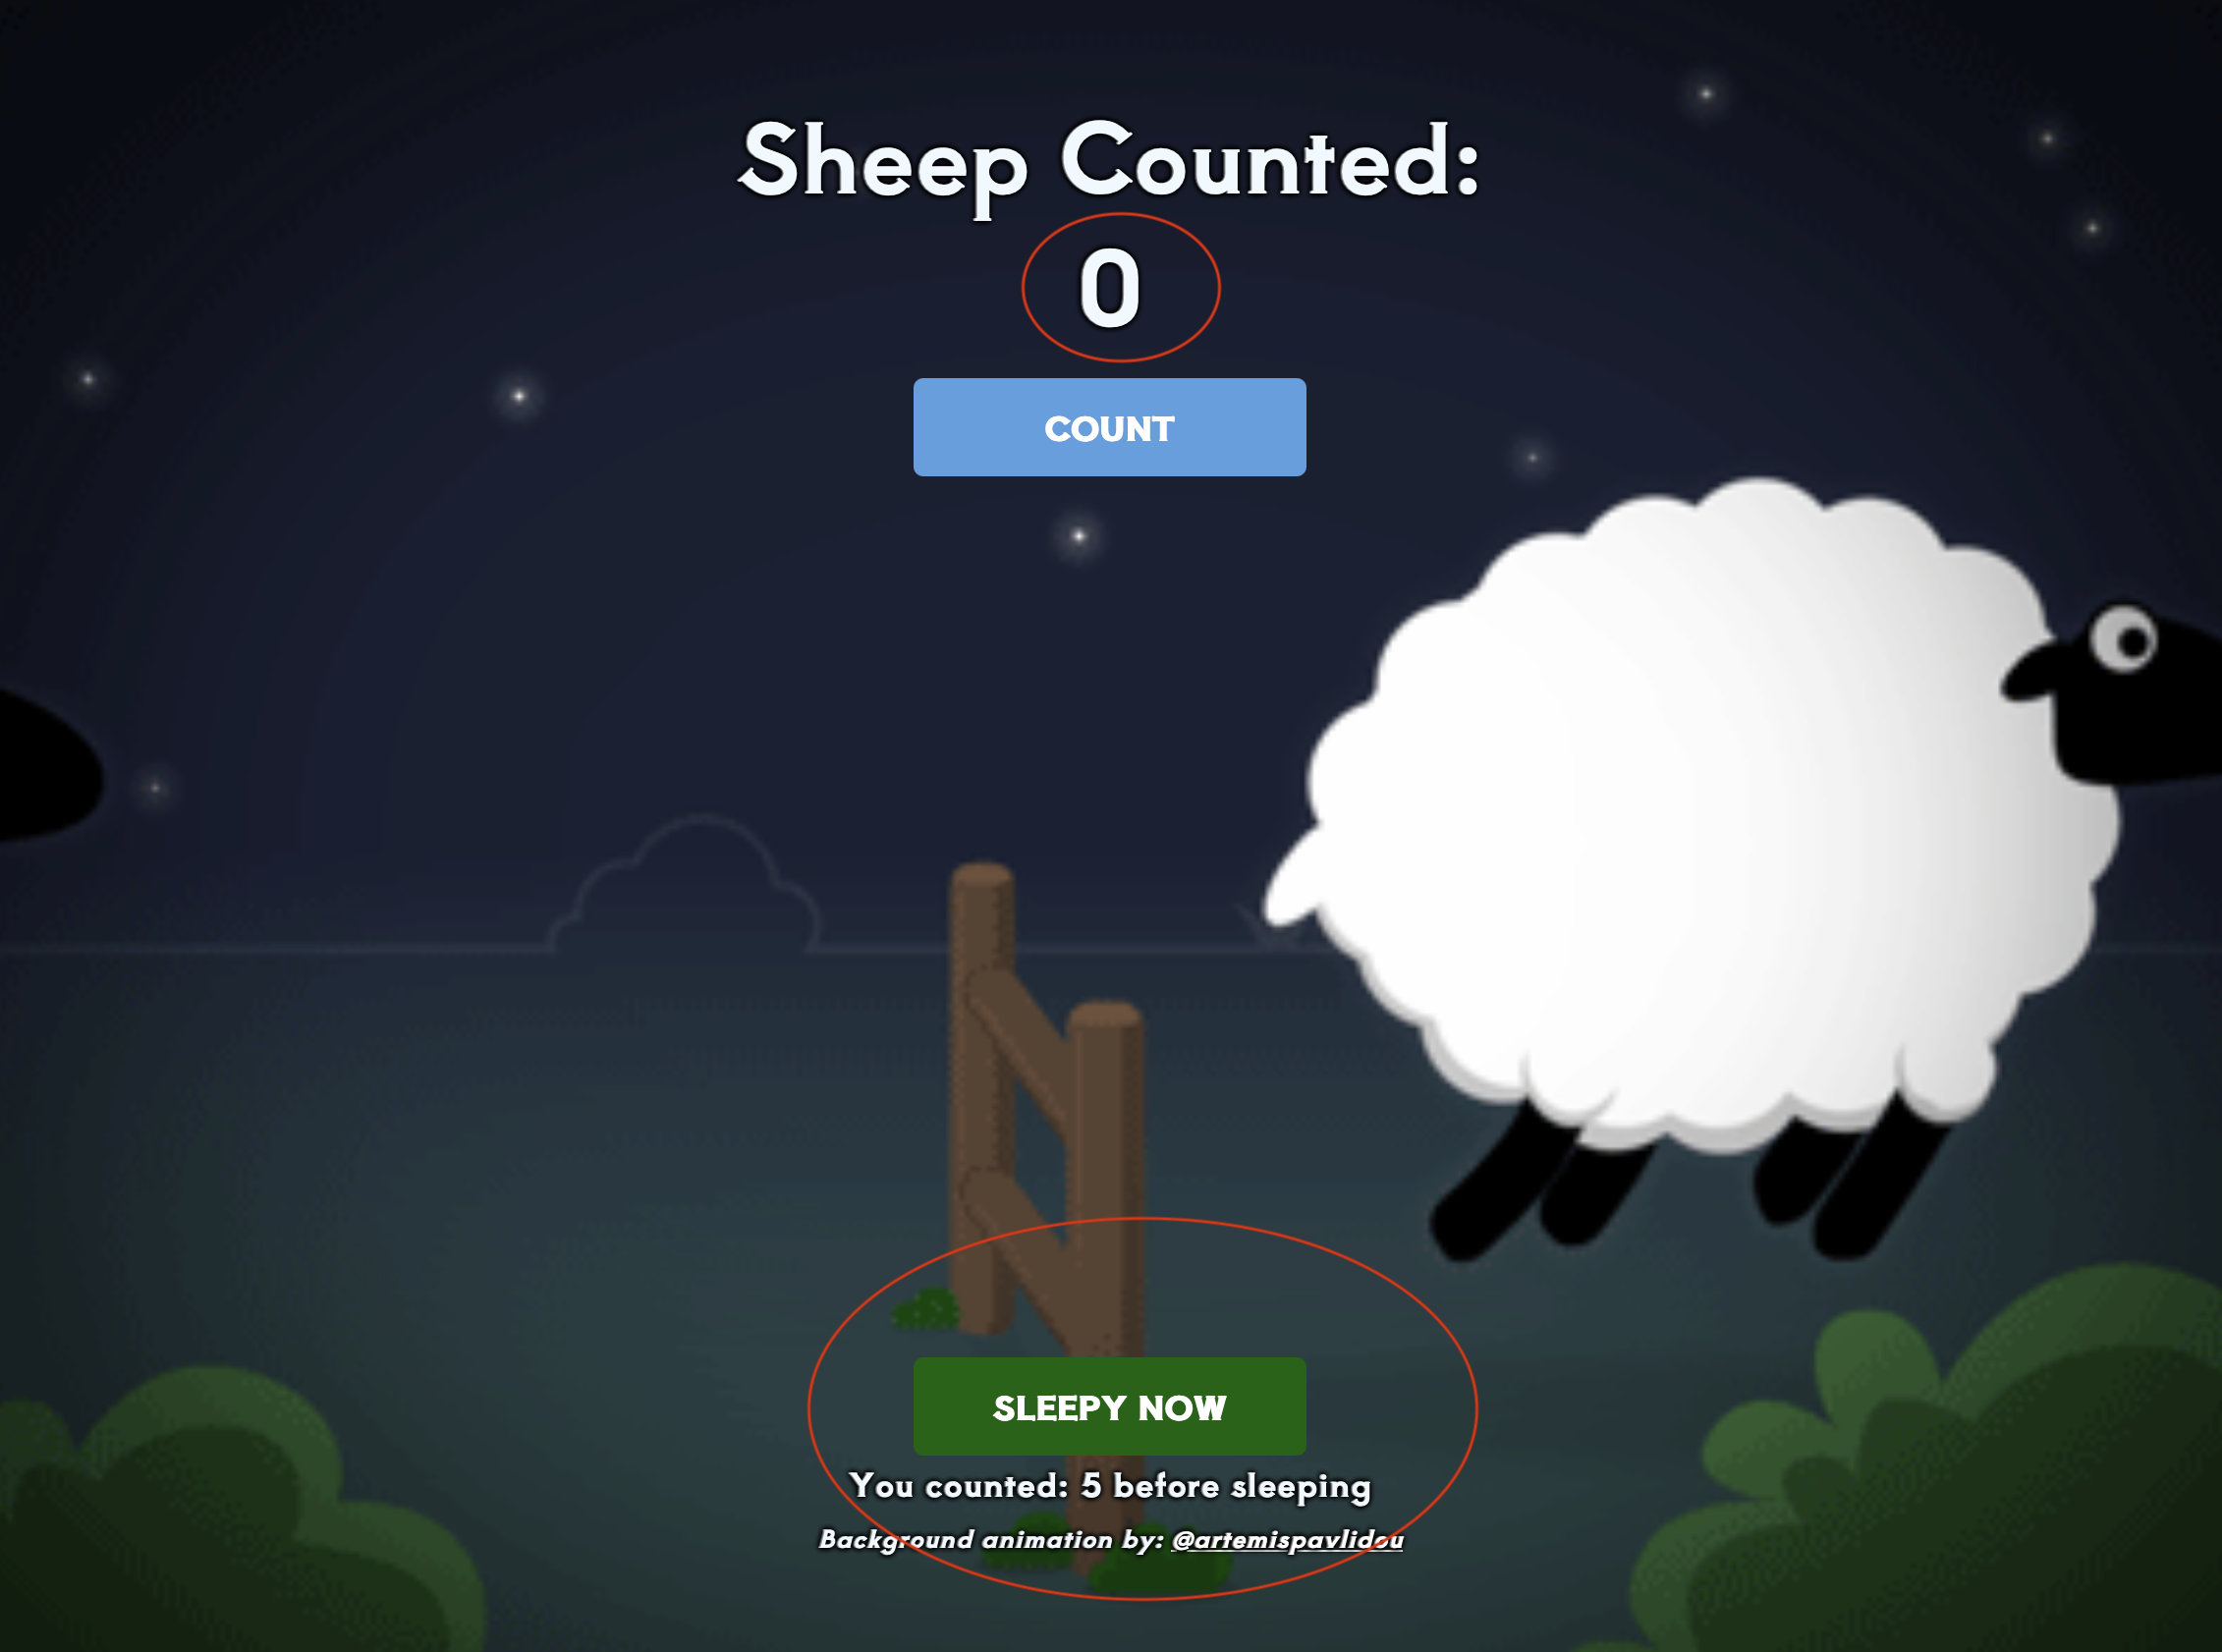 Sheep Counted:
0
COUNT
SLEEPY NOW
You counted: 5 before sleeping
Background animation by: @artemispavlidou